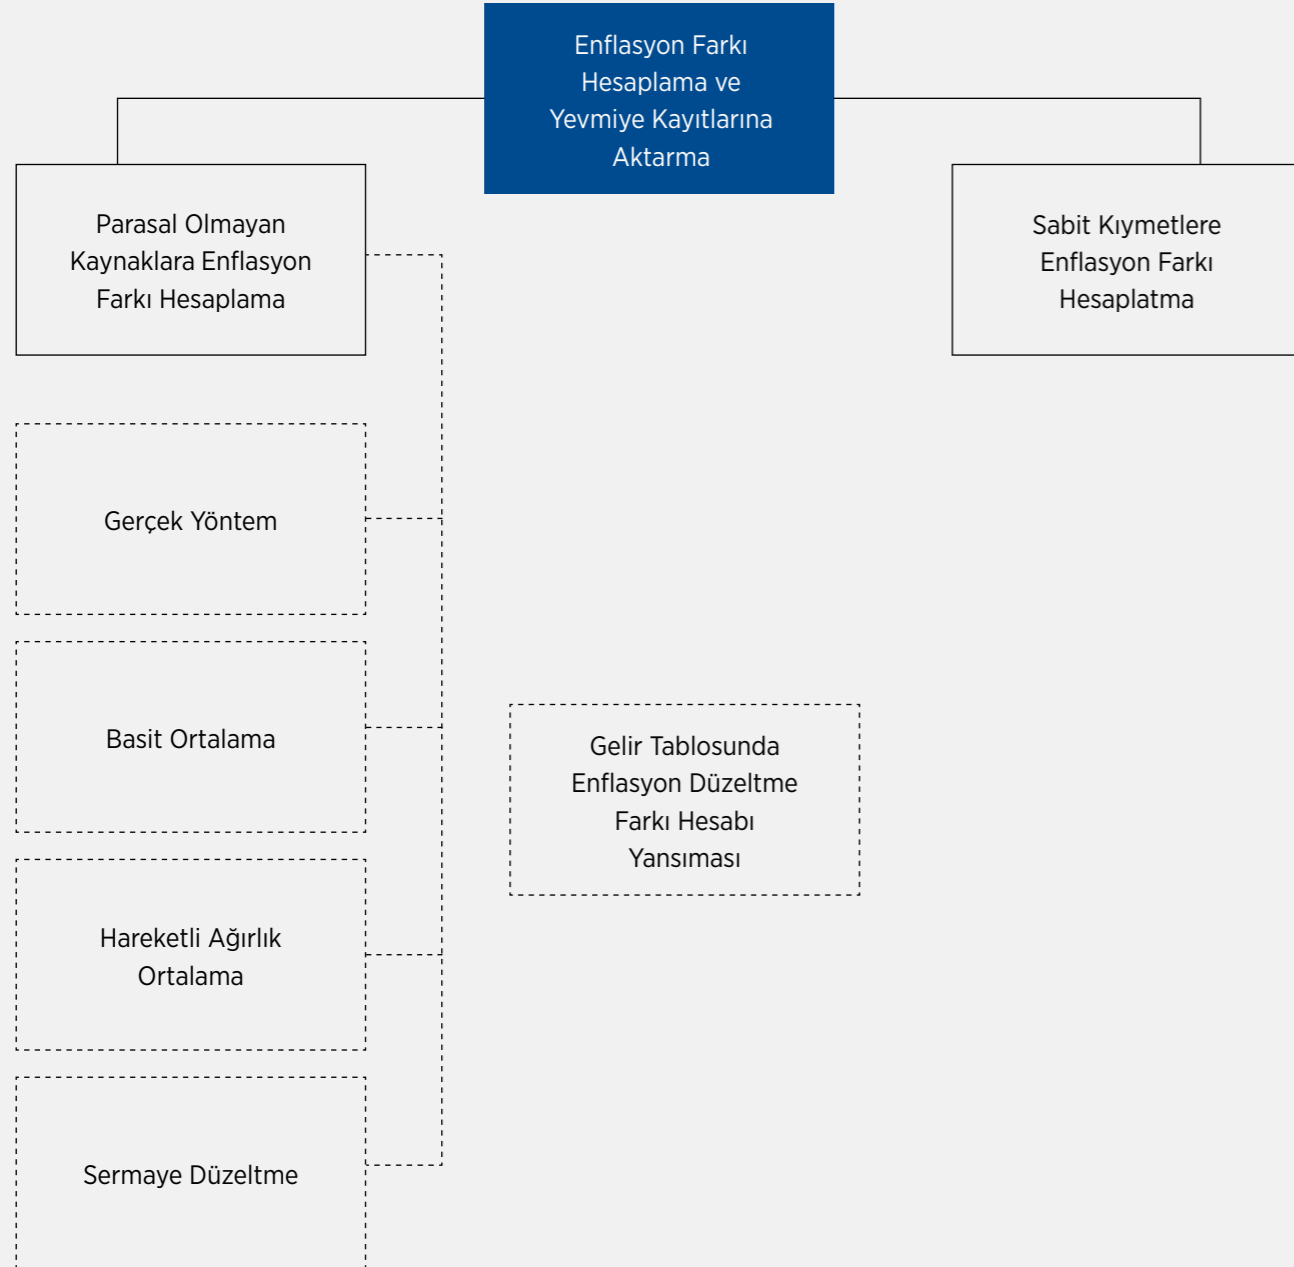 Enflasyon Farkı
Hesaplama ve
Yevmiye Kayıtlarına
Aktarma
Parasal Olmayan
Kaynaklara Enflasyon
Farkı Hesaplama
Sabit Kıymetlere
Enflasyon Farkı
Hesaplatma
Gerçek Yöntem
Basit Ortalama
Gelir Tablosunda
Enflasyon Düzeltme
Farkı Hesabı
Yansıması
Hareketli Ağırlık
Ortalama
Sermaye Düzeltme